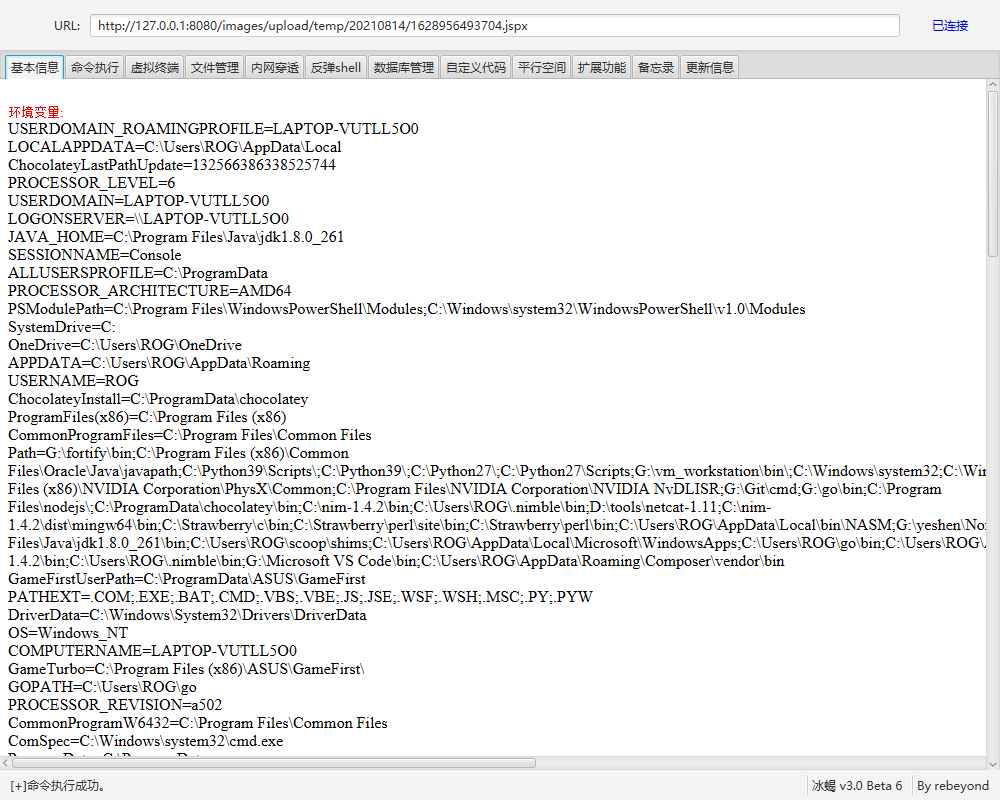 URL: http://127.0.0.1:8080/images/upload/temp/20210814/1628956493704.jspx 已连接
基本信息 命令执行 虚拟终端 文件管理 内网穿透 反弹shell 数据库管理 自定义代码 平行空间 扩展功能 备忘录 更新信息
环境变量:
USERDOMAIN_ROAMINGPROFILE=LAPTOP-VUTLL5O0
LOCALAPPDATA=C:\Users\ROG\AppData\Local
ChocolateyLastPathUpdate=132566386338525744
PROCESSOR_LEVEL=6
USERDOMAIN=LAPTOP-VUTLL5O0
LOGONSERVER=\\LAPTOP-VUTLL5O0
JAVA_HOME=C:\Program Files\Java\jdk1.8.0_261
SESSIONNAME=Console
ALLUSERSPROFILE=C:\ProgramData
PROCESSOR_ARCHITECTURE=AMD64
PSModulePath=C:\Program Files\WindowsPowerShell\Modules;C:\Windows\system32\WindowsPowerShell\v1.0\Modules
SystemDrive=C:
OneDrive=C:\Users\ROG\OneDrive
APPDATA=C:\Users\ROG\AppData\Roaming
USERNAME=ROG
ChocolateyInstall=C:\ProgramData\chocolatey
ProgramFiles(x86)=C:\Program Files (x86)
CommonProgramFiles=C:\Program Files\Common Files
Path=G:\fortify\bin;C:\Program Files (x86)\Common
Files\Oracle\Java\javapath;C:\Python39\Scripts\;C:\Python39\;C:\Python27\;C:\Python27\Scripts;G:\vm_workstation\bin\;C:\Windows\system32;C:\Win
Files (x86)\NVIDIA Corporation\PhysX\Common;C:\Program Files\NVIDIA Corporation\NVIDIA NvDLISR;G:\Git\cmd;G:\go\bin;C:\Program
Files\nodejs\;C:\ProgramData\chocolatey\bin;C:\nim-1.4.2\bin;C:\Users\ROG\.nimble\bin;D:\tools\netcat-1.11;C:\nim-
1.4.2\dist\mingw64\bin;C:\Strawberry\c\bin;C:\Strawberry\perl\site\bin;C:\Strawberry\perl\bin;C:\Users\ROG\AppData\Local\bin\NASM;G:\yeshen\No
Files\Java\jdk1.8.0_261\bin;C:\Users\ROG\scoop\shims;C:\Users\ROG\AppData\Local\Microsoft\WindowsApps;C:\Users\ROG\go\bin;C:\Users\ROG\
1.4.2\bin;C:\Users\ROG\.nimble\bin;G:\Microsoft VS Code\bin;C:\Users\ROG\AppData\Roaming\Composer\vendor\bin
GameFirstUserPath=C:\ProgramData\ASUS\GameFirst
PATHEXT=.COM;.EXE;.BAT;.CMD;.VBS;.VBE;.JS;.JSE;.WSF;.WSH;.MSC;.PY;.PYW
DriverData=C:\Windows\System32\Drivers\DriverData
OS=Windows_NT
COMPUTERNAME=LAPTOP-VUTLL5O0
GameTurbo=C:\Program Files (x86)\ASUS\GameFirst\
GOPATH=C:\Users\ROG\go
PROCESSOR_REVISION=a502
CommonProgramW6432=C:\Program Files\Common Files
ComSpec=C:\Windows\system32\cmd.exe
[+]命令执行成功。 冰蝎 v3.0 Beta 6 By rebeyond